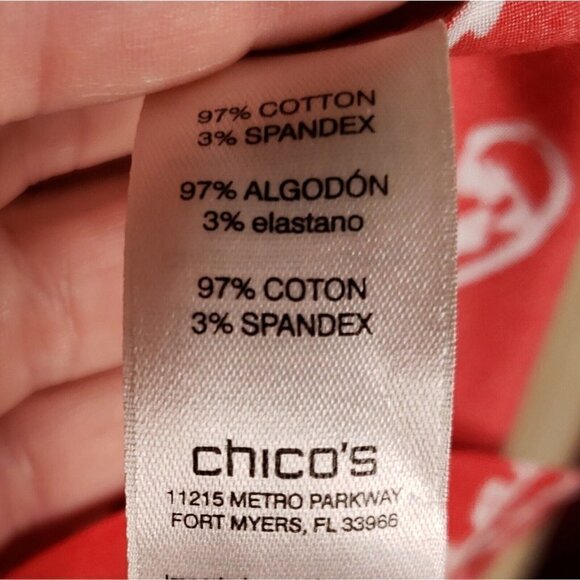 97% COTTON
3% SPANDEX
97% ALGODÓN
3% elastano
97% COTON
3% SPANDEX
chico's
11215 METRO PARKWAY
FORT MYERS, FL 33966